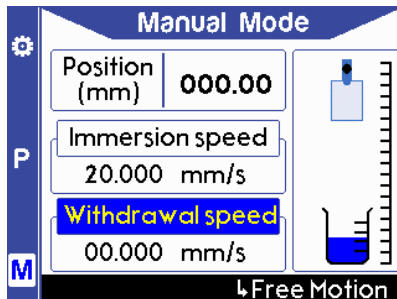 Manual Mode
Position
(mm)
000.00
Immersion speed
20.000 mm/s
P
Withdrawal speed
00.000 mm/s
M
↳Free Motion